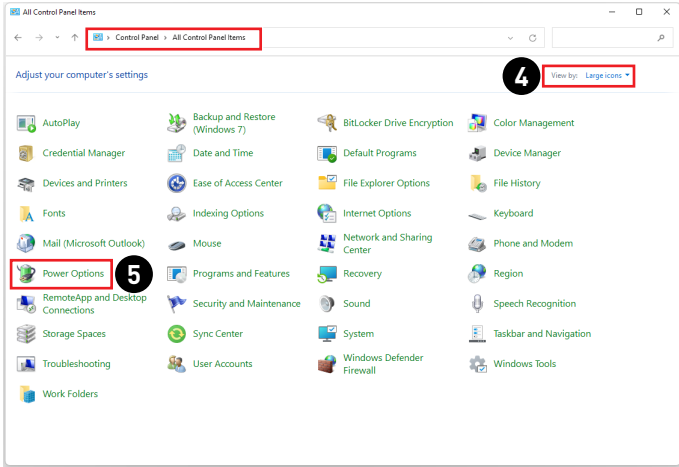 All Control Panel Items
Control Panel > All Control Panel Items
Adjust your computer's settings
4
View by: Large icons
AutoPlay
Backup and Restore
(Windows 7)
BitLocker Drive Encryption
Color Management
Credential Manager
Date and Time
Default Programs
Device Manager
Devices and Printers
Ease of Access Center
File Explorer Options
File History
Fonts
Indexing Options
Internet Options
Keyboard
Mail (Microsoft Outlook)
Mouse
Network and Sharing
Center
Phone and Modem
Power Options
5
Programs and Features
Recovery
Region
RemoteApp and Desktop
Connections
Security and Maintenance
Sound
Speech Recognition
Storage Spaces
Sync Center
System
Taskbar and Navigation
Troubleshooting
User Accounts
Windows Defender
Firewall
Windows Tools
Work Folders